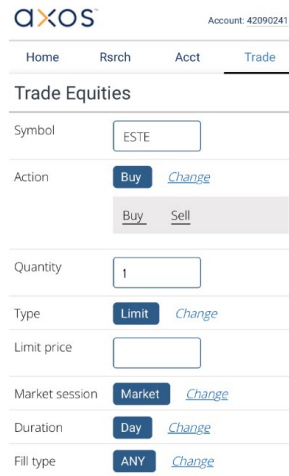 axos
Account: 42090241
Home Rsrch Acct Trade
Trade Equities
Symbol ESTE
Action Buy Change
Buy Sell
Quantity 1
Type Limit Change
Limit price
Market session Market Change
Duration Day Change
Fill type ANY Change